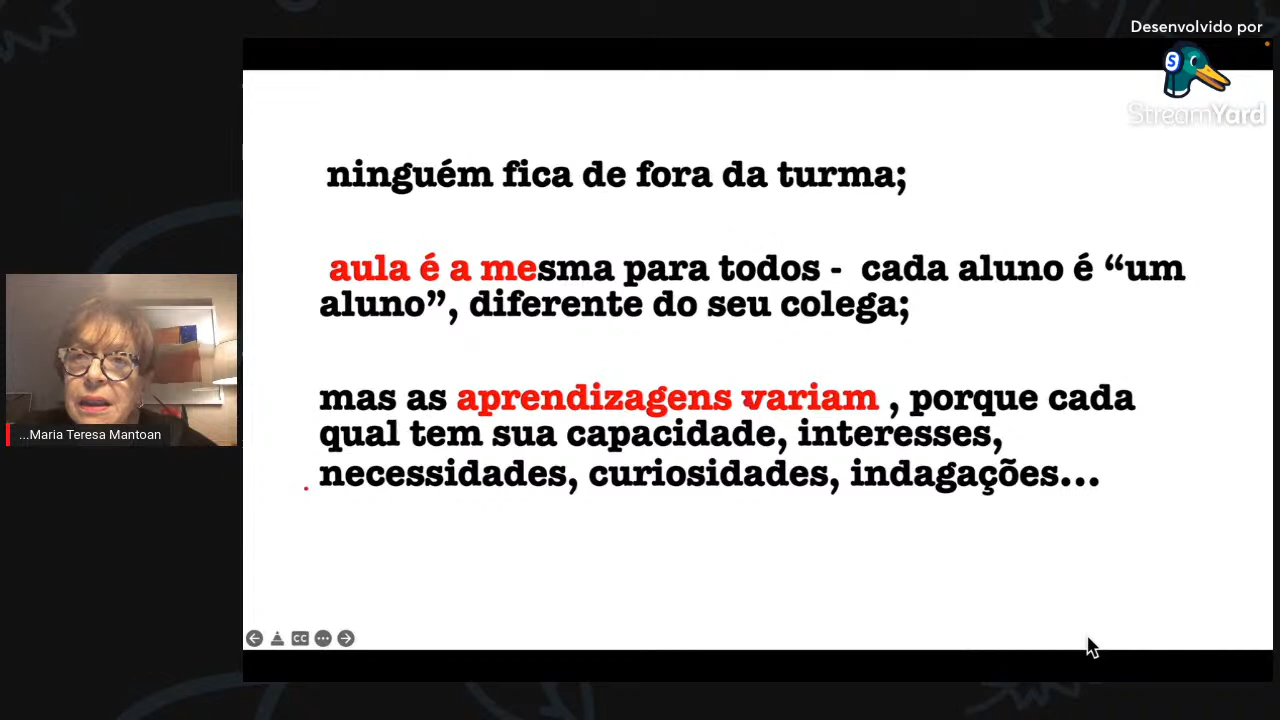 Desenvolvido por
S
StreamYard
ninguém fica de fora da turma;
aula é a mesma para todos - cada aluno é “um
aluno”, diferente do seu colega;
mas as aprendizagens variam , porque cada
qual tem sua capacidade, interesses,
necessidades, curiosidades, indagações...
...Maria Teresa Mantoan
CC